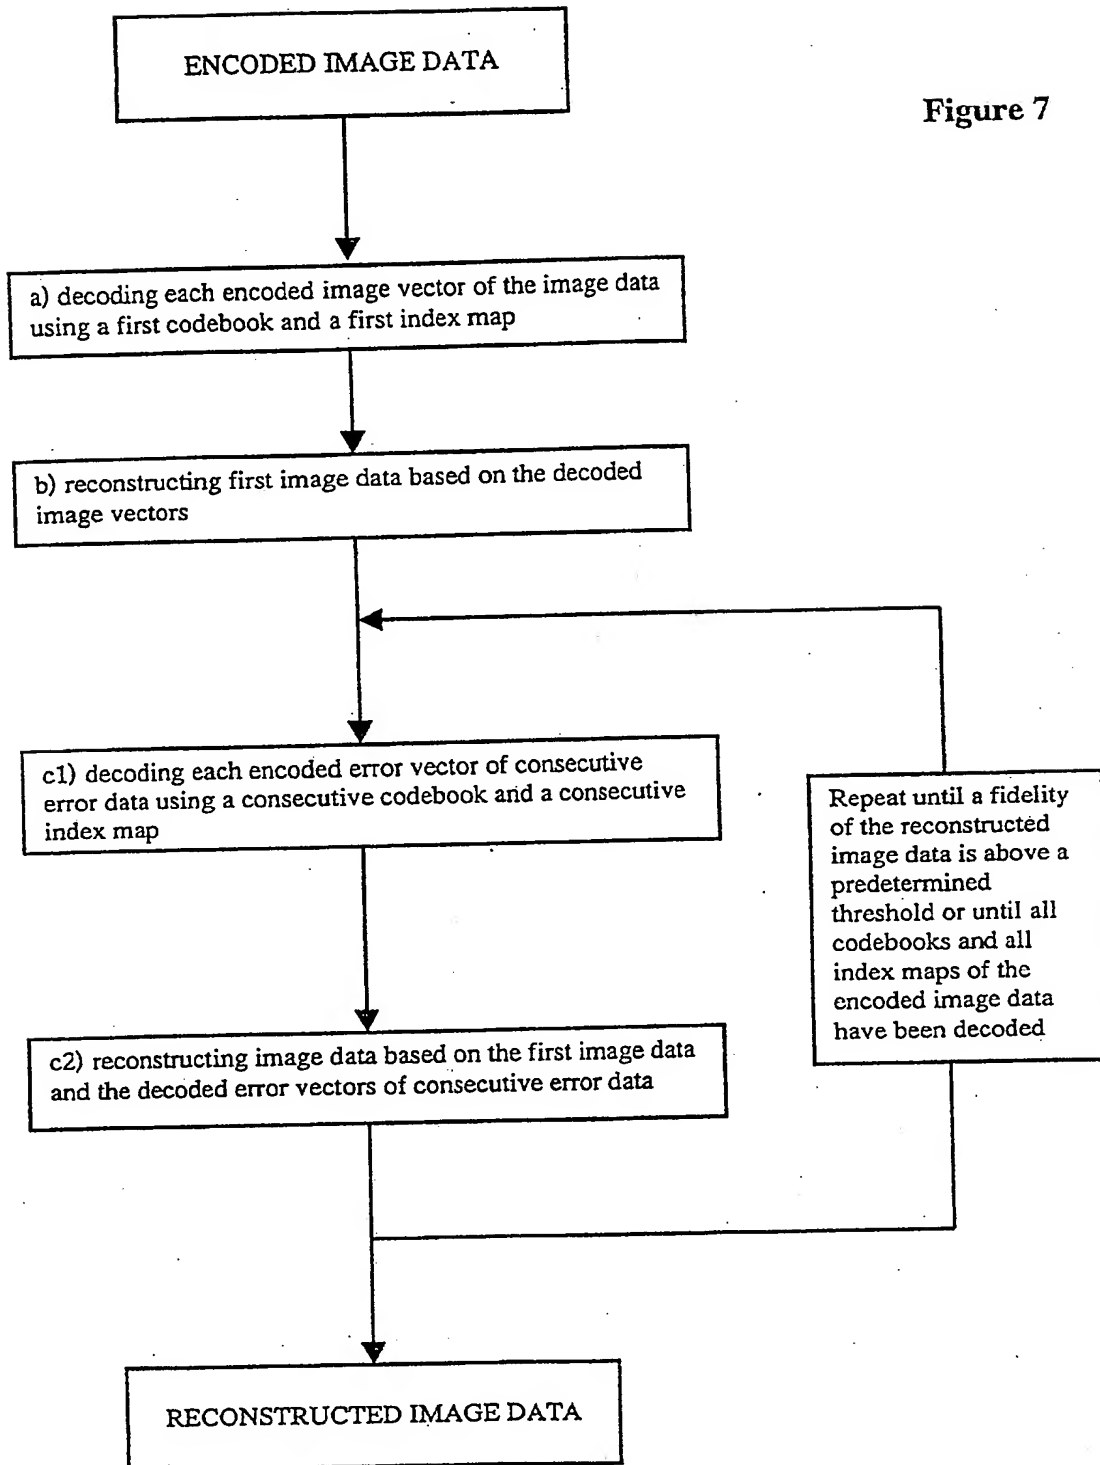 ENCODED IMAGE DATA
Figure 7
a) decoding each encoded image vector of the image data
using a first codebook and a first index map
b) reconstructing first image data based on the decoded
image vectors
c1) decoding each encoded error vector of consecutive
error data using a consecutive codebook and a consecutive
index map
Repeat until a fidelity
of the reconstructed
image data is above a
predetermined
threshold or until all
codebooks and all
index maps of the
encoded image data
have been decoded
c2) reconstructing image data based on the first image data
and the decoded error vectors of consecutive error data
RECONSTRUCTED IMAGE DATA